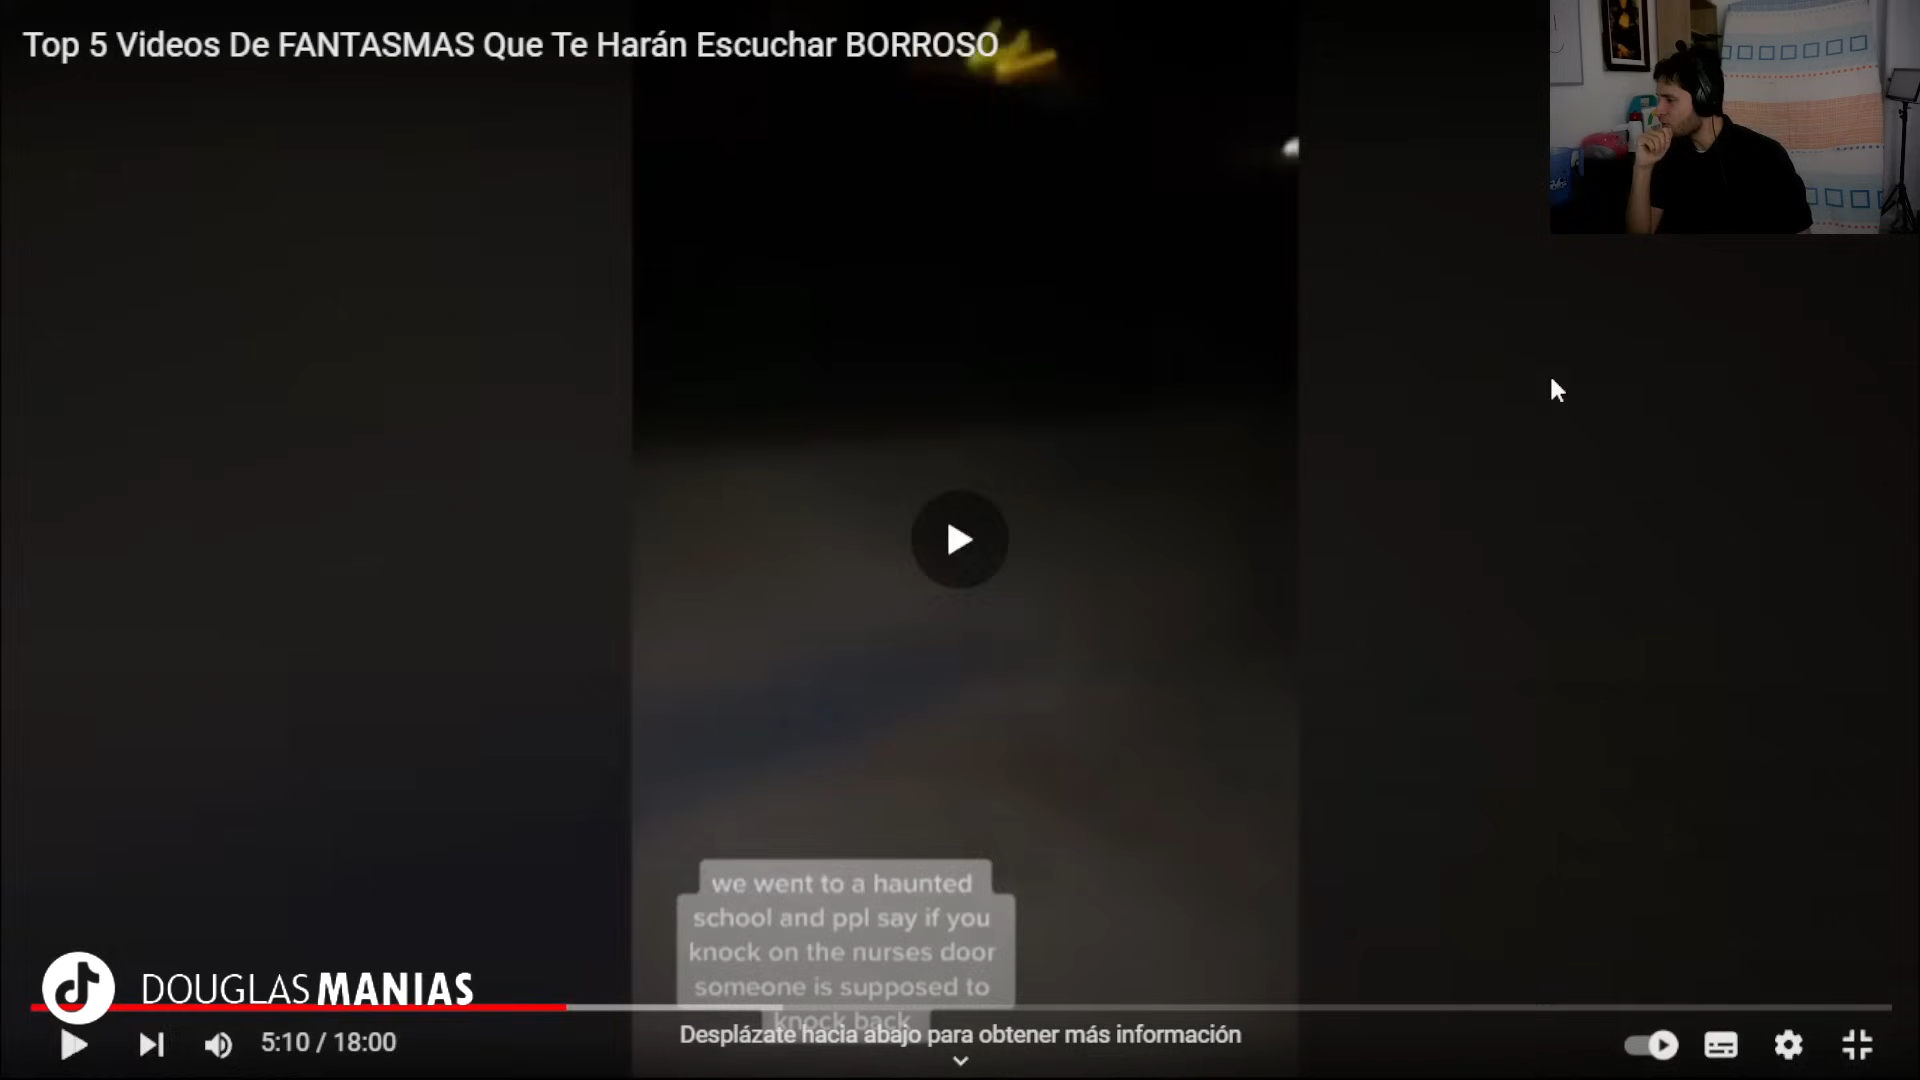 Top 5 Videos De FANTASMAS Que Te Harán Escuchar BORROSO
we went to a haunted
school and ppl say if you
knock on the nurses door
someone is supposed to
knock back
DOUGLASMANIAS
5:10 / 18:00
Desplázate hacia abajo para obtener más información